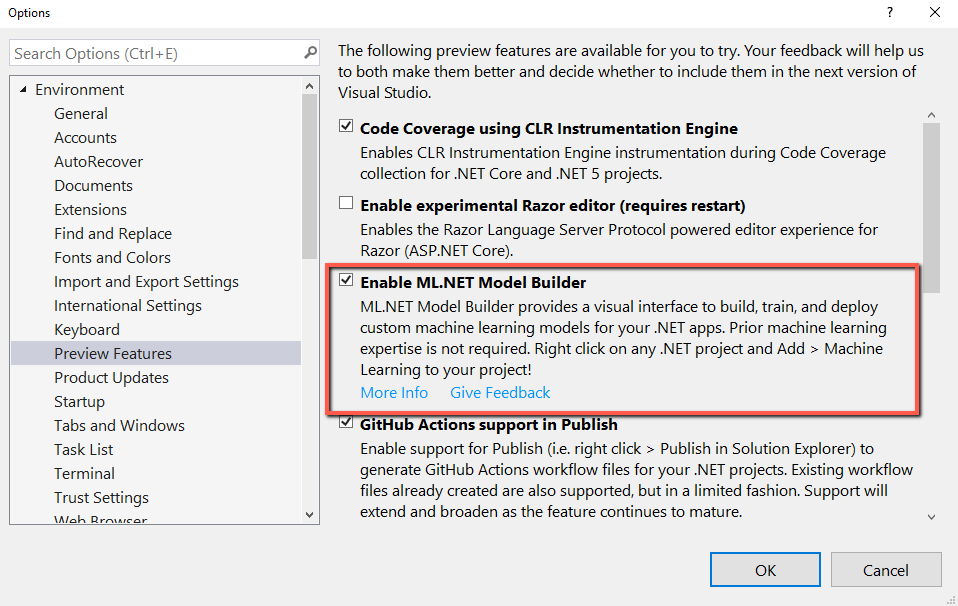 Options
?
Search Options (Ctrl+E)
Environment
General
Accounts
AutoRecover
Documents
Extensions
Find and Replace
Fonts and Colors
Import and Export Settings
International Settings
Keyboard
Preview Features
Product Updates
Startup
Tabs and Windows
Task List
Terminal
Trust Settings
Web Browser
The following preview features are available for you to try. Your feedback will help us
to both make them better and decide whether to include them in the next version of
Visual Studio.
Code Coverage using CLR Instrumentation Engine
Enables CLR Instrumentation Engine instrumentation during Code Coverage
collection for .NET Core and .NET 5 projects.
Enable experimental Razor editor (requires restart)
Enables the Razor Language Server Protocol powered editor experience for
Razor (ASP.NET Core).
Enable ML.NET Model Builder
ML.NET Model Builder provides a visual interface to build, train, and deploy
custom machine learning models for your .NET apps. Prior machine learning
expertise is not required. Right click on any .NET project and Add > Machine
Learning to your project!
More Info Give Feedback
GitHub Actions support in Publish
Enable support for Publish (i.e. right click > Publish in Solution Explorer) to
generate GitHub Actions workflow files for your .NET projects. Existing workflow
files already created are also supported, but in a limited fashion. Support will
extend and broaden as the feature continues to mature.
OK
Cancel